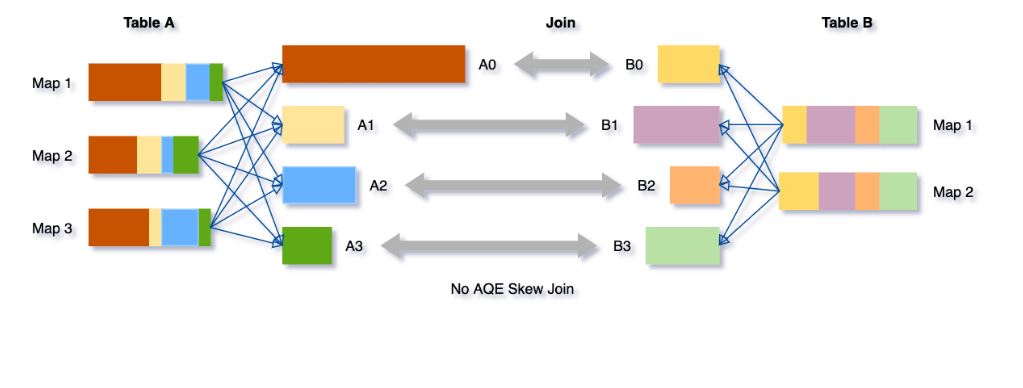 Table A
Join
Table B
Map 1
A0
B0
A1
B1
Map 1
Map 2
A2
B2
Map 2
Map 3
A3
B3
No AQE Skew Join